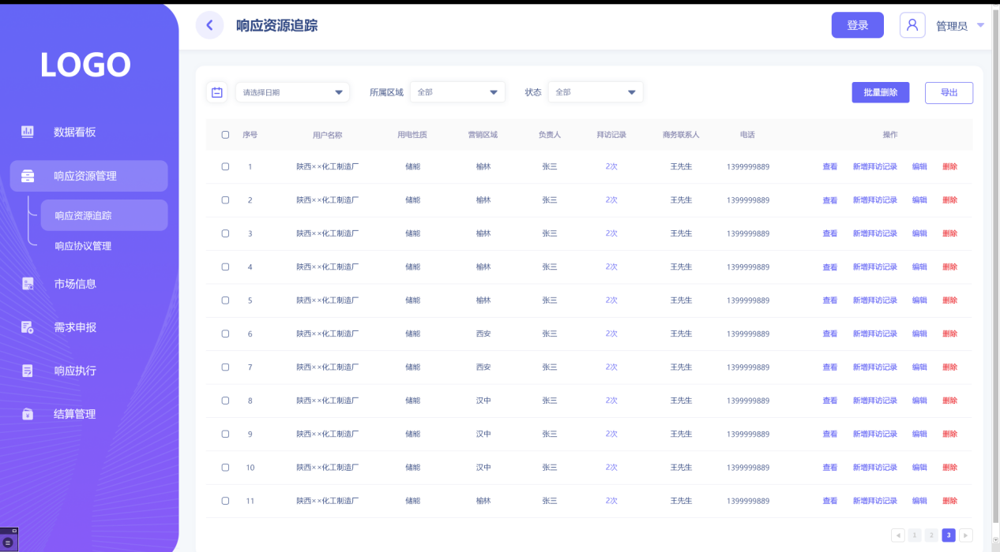 LOGO
数据看板
响应资源管理
响应资源追踪
响应协议管理
市场信息
需求申报
响应执行
结算管理
响应资源追踪 登录 管理员
请选择日期 所属区域 全部 状态 全部 批量删除 导出
序号 用户名称 用电性质 营销区域 负责人 拜访记录 商务联系人 电话 操作
1 陕西××化工制造厂 储能 榆林 张三 2次 王先生 1399999889 查看 新增拜访记录 编辑 删除
2 陕西××化工制造厂 储能 榆林 张三 2次 王先生 1399999889 查看 新增拜访记录 编辑 删除
3 陕西××化工制造厂 储能 榆林 张三 2次 王先生 1399999889 查看 新增拜访记录 编辑 删除
4 陕西××化工制造厂 储能 榆林 张三 2次 王先生 1399999889 查看 新增拜访记录 编辑 删除
5 陕西××化工制造厂 储能 榆林 张三 2次 王先生 1399999889 查看 新增拜访记录 编辑 删除
6 陕西××化工制造厂 储能 西安 张三 2次 王先生 1399999889 查看 新增拜访记录 编辑 删除
7 陕西××化工制造厂 储能 西安 张三 2次 王先生 1399999889 查看 新增拜访记录 编辑 删除
8 陕西××化工制造厂 储能 汉中 张三 2次 王先生 1399999889 查看 新增拜访记录 编辑 删除
9 陕西××化工制造厂 储能 汉中 张三 2次 王先生 1399999889 查看 新增拜访记录 编辑 删除
10 陕西××化工制造厂 储能 汉中 张三 2次 王先生 1399999889 查看 新增拜访记录 编辑 删除
11 陕西××化工制造厂 储能 榆林 张三 2次 王先生 1399999889 查看 新增拜访记录 编辑 删除
1 2 3